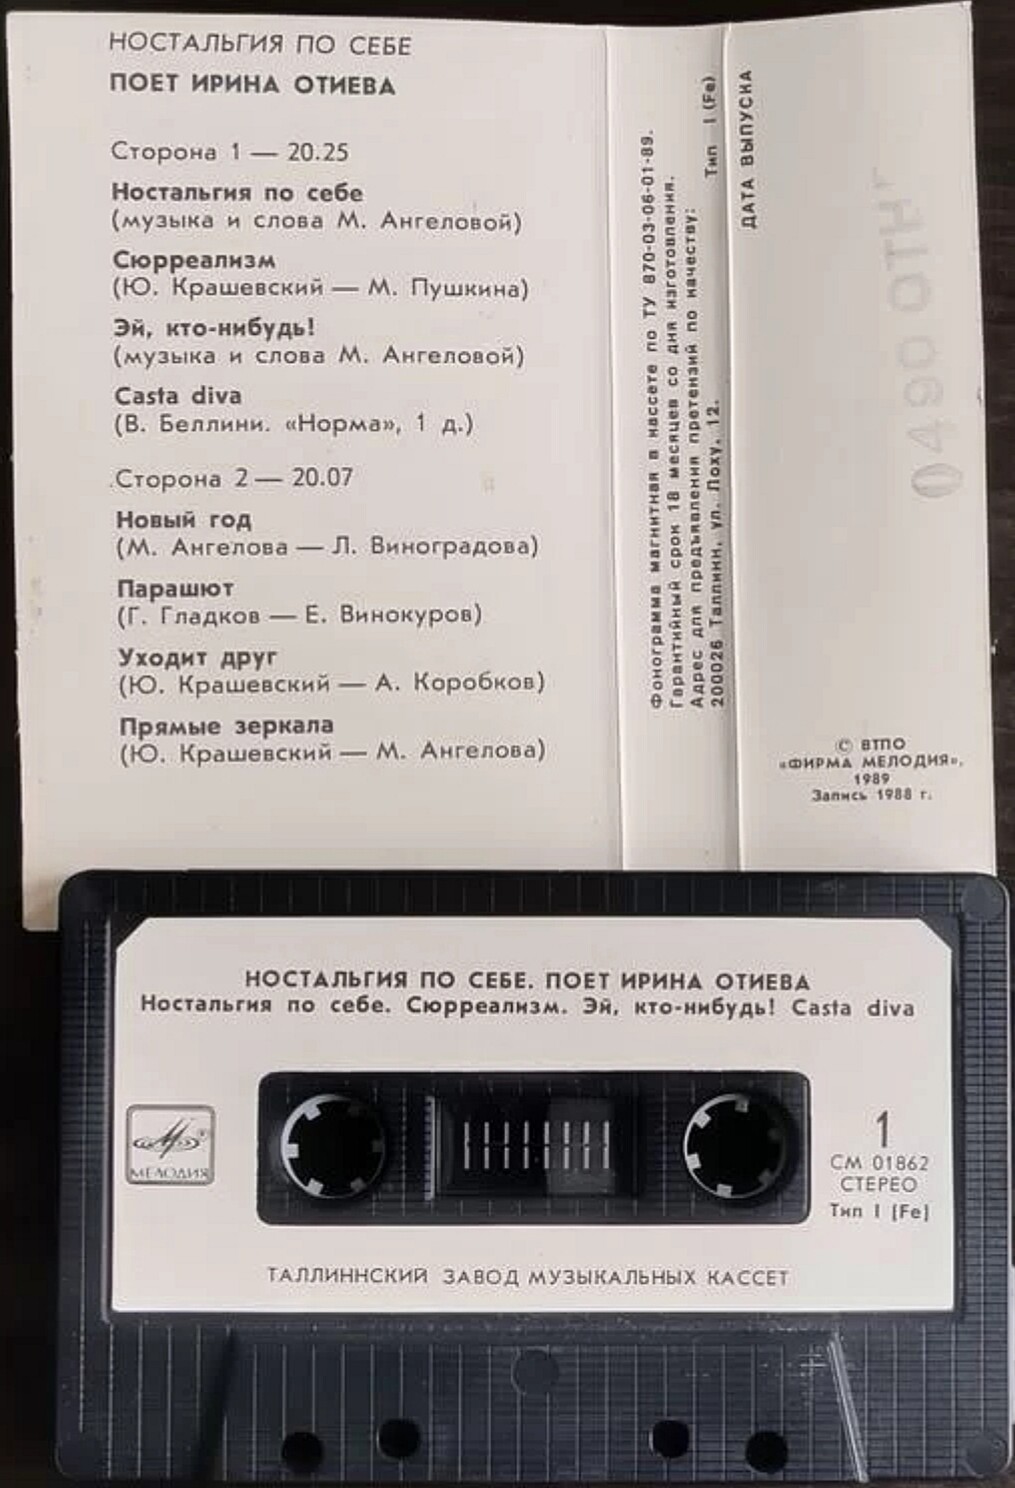 НОСТАЛЬГИЯ ПО СЕБЕ
ПОЕТ ИРИНА ОТИЕВА
Сторона 1 — 20.25
Ностальгия по себе
(музыка и слова М. Ангеловой)
Сюрреализм
(Ю. Крашевский — М. Пушкина)
Эй, кто-нибудь!
(музыка и слова М. Ангеловой)
Casta diva
(В. Беллини. «Норма», 1 д.)
Сторона 2 — 20.07
Новый год
(М. Ангелова — Л. Виноградова)
Парашют
(Г. Гладков — Е. Винокуров)
Уходит друг
(Ю. Крашевский — А. Коробков)
Прямые зеркала
(Ю. Крашевский — М. Ангелова)
Фонограмма магнитная в кассете по ТУ 870-03-06-01-89.
Гарантийный срок 18 месяцев со дня изготовления.
Адрес для предъявления претензий по качеству:
200026 Таллинн, ул. Лоху, 12. Тип I (Fe)
ДАТА ВЫПУСКА
0490 ОТН
© ВТПО
«ФИРМА МЕЛОДИЯ»,
1989
Запись 1988 г.
НОСТАЛЬГИЯ ПО СЕБЕ. ПОЕТ ИРИНА ОТИЕВА
Ностальгия по себе. Сюрреализм. Эй, кто-нибудь! Casta diva
МЕЛОДИЯ
1
СМ 01862
СТЕРЕО
Тип I [Fe]
ТАЛЛИННСКИЙ ЗАВОД МУЗЫКАЛЬНЫХ КАССЕТ